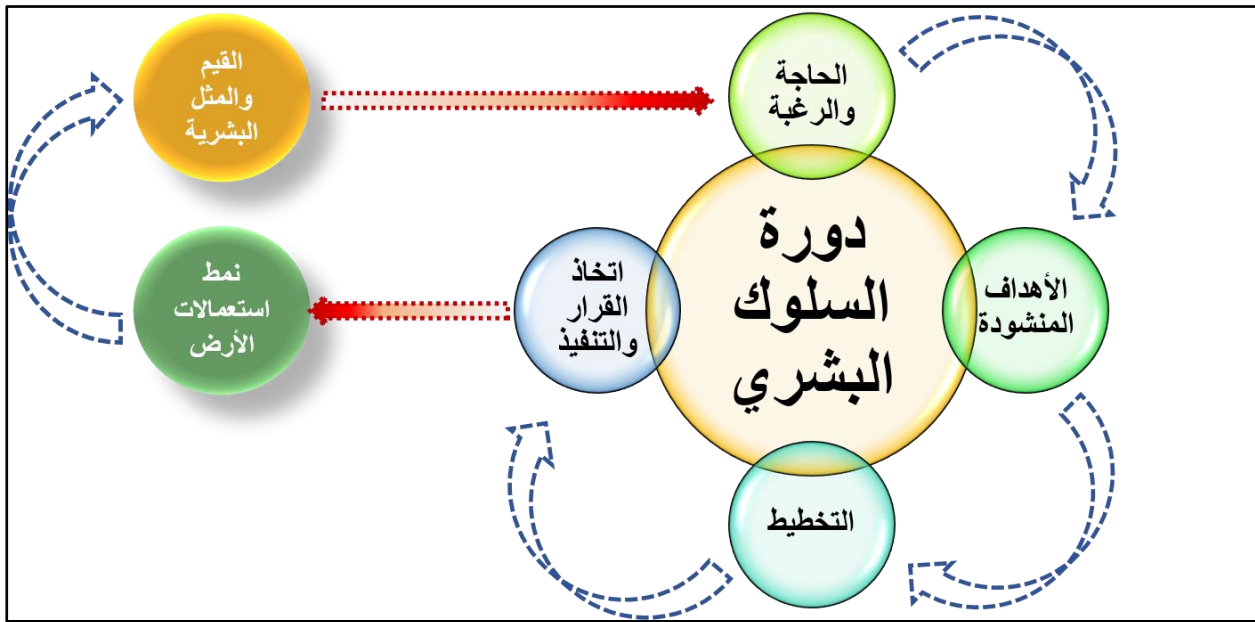 القيم
والمثل
البشرية
الحاجة
والرغبة
دورة
السلوك
البشري
الأهداف
المنشودة
التخطيط
اتخاذ
القرار
والتنفيذ
نمط
استعمالات
الأرض